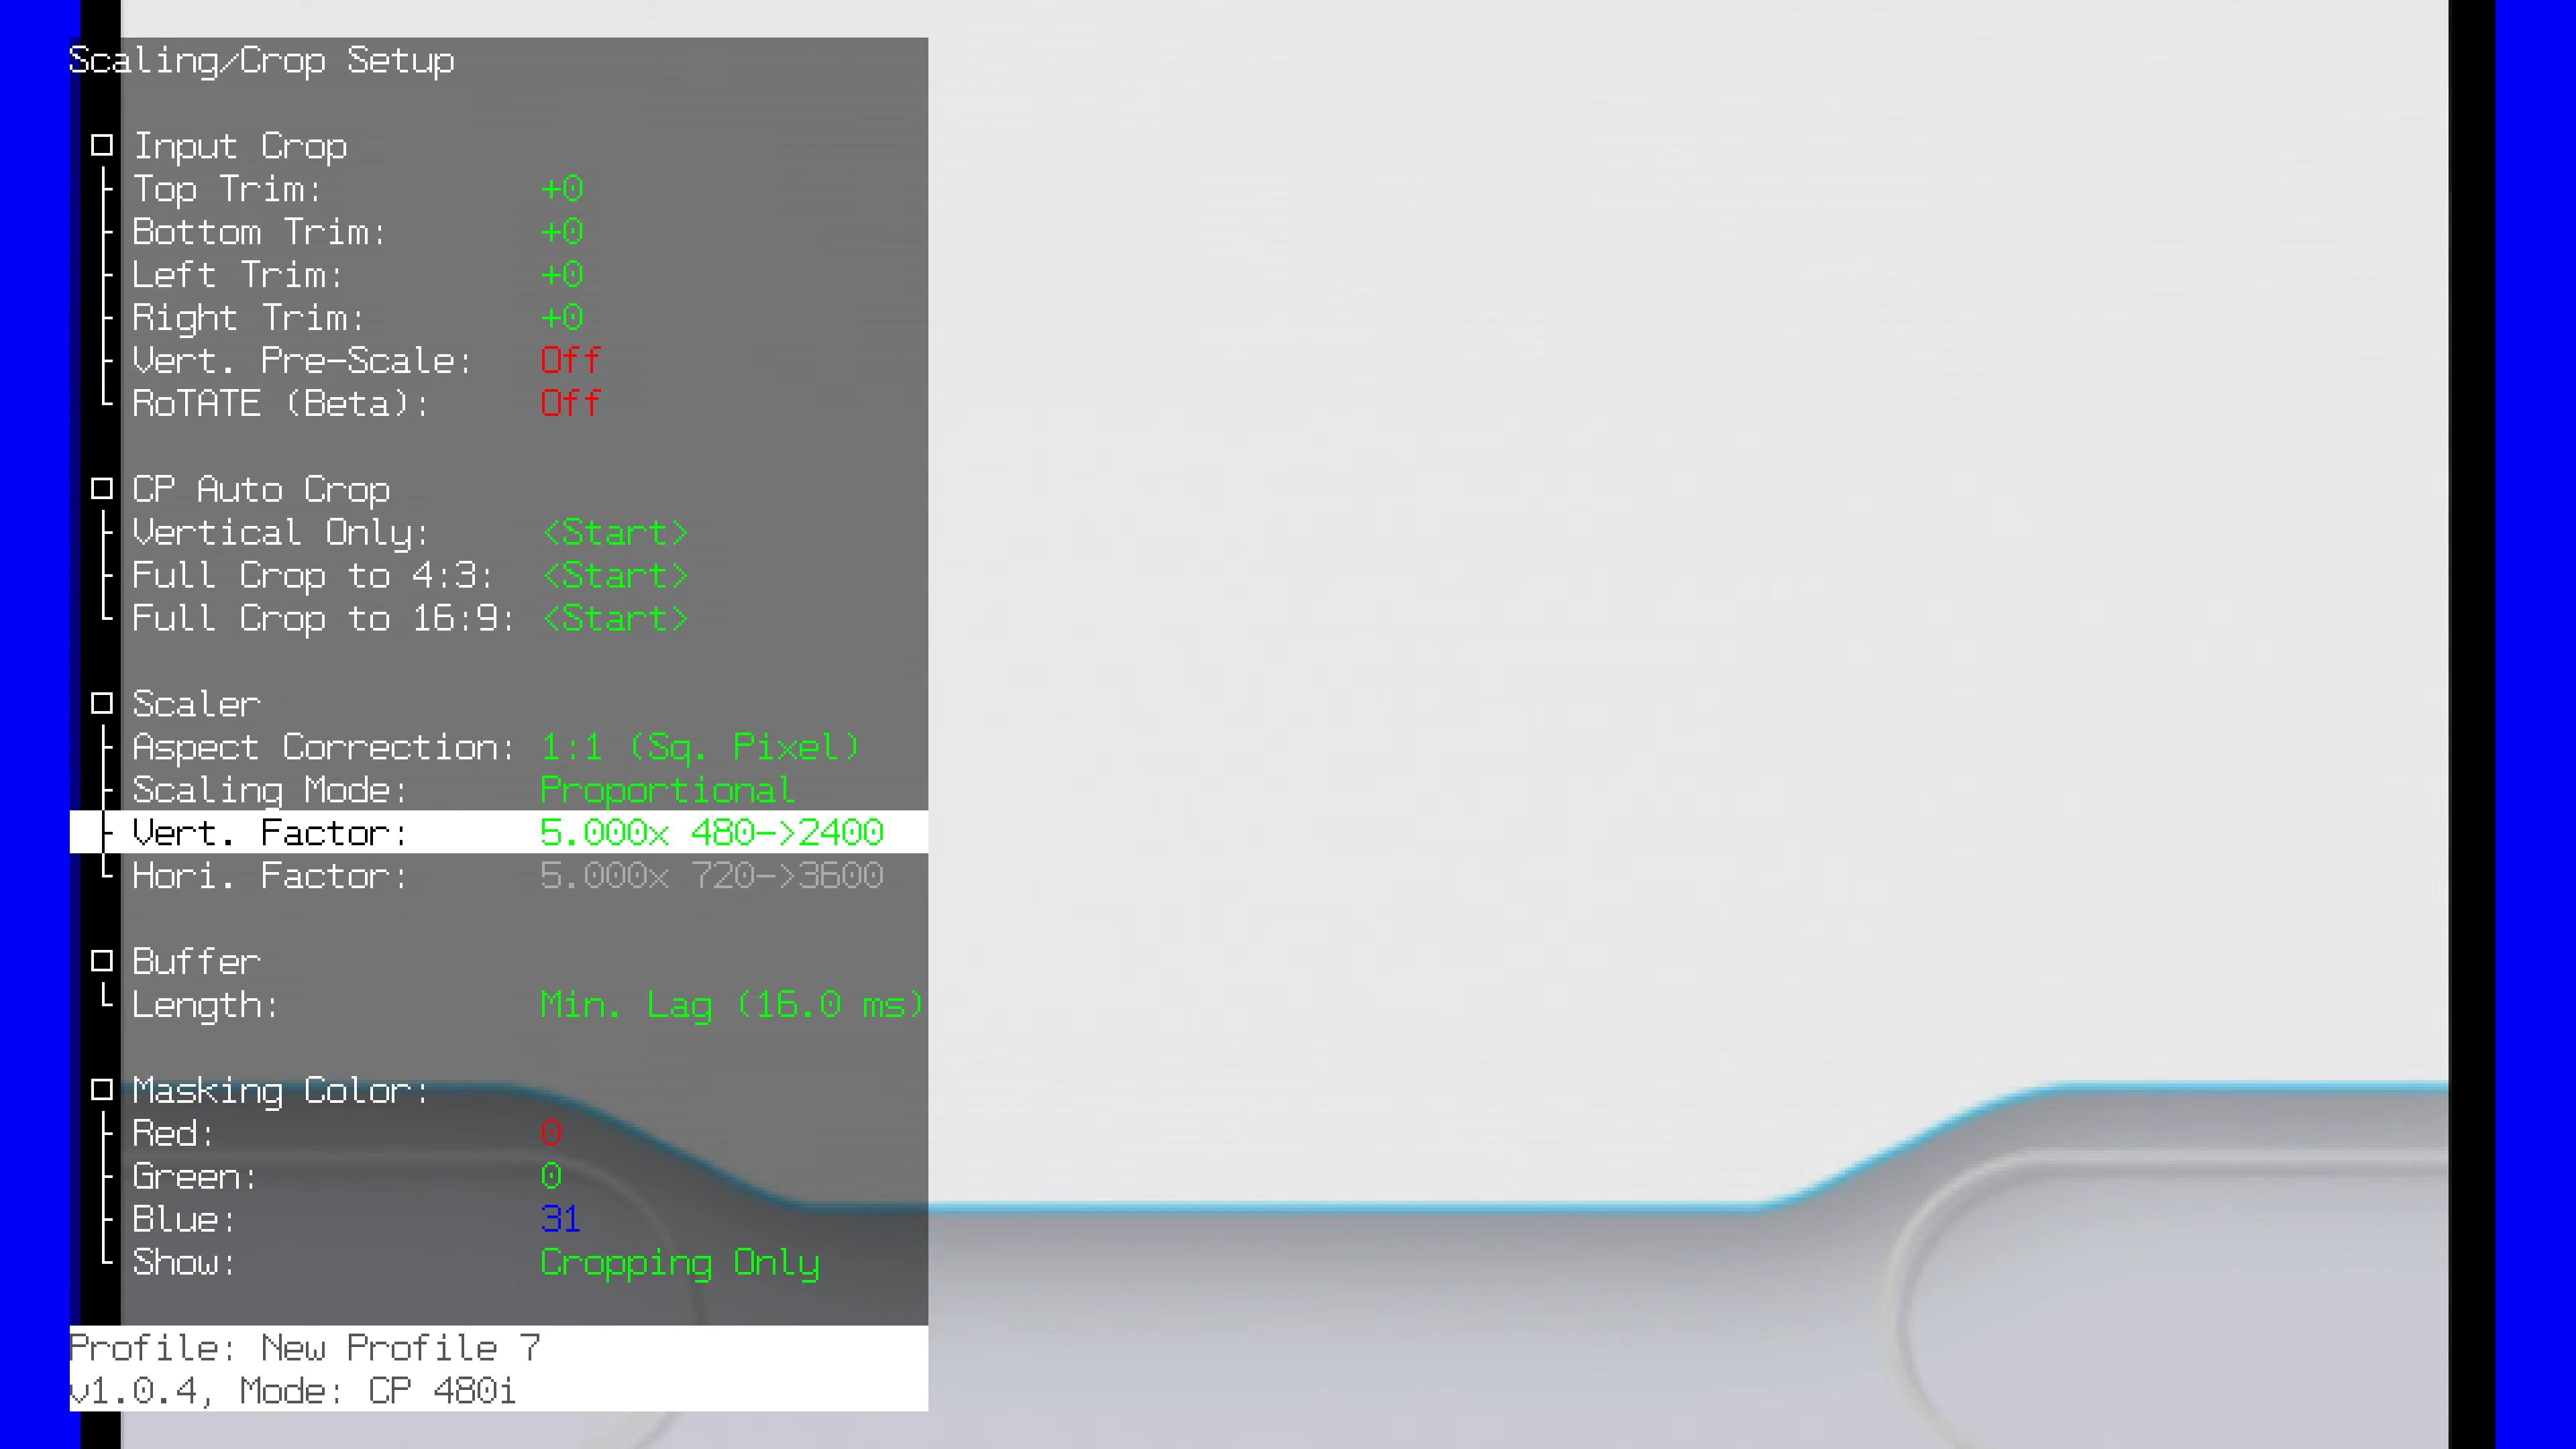 Scaling/Crop Setup
Input Crop
Top Trim: +0
Bottom Trim: +0
Left Trim: +0
Right Trim: +0
Vert. Pre-Scale: Off
RoTATE (Beta): Off
CP Auto Crop
Vertical Only: <Start>
Full Crop to 4:3: <Start>
Full Crop to 16:9: <Start>
Scaler
Aspect Correction: 1:1 (Sq. Pixel)
Scaling Mode: Proportional
Vert. Factor: 5.000x 480->2400
Hori. Factor: 5.000x 720->3600
Buffer
Length: Min. Lag (16.0 ms)
Masking Color:
Red: 0
Green: 0
Blue: 31
Show: Cropping Only
Profile: New Profile 7
v1.0.4, Mode: CP 480i